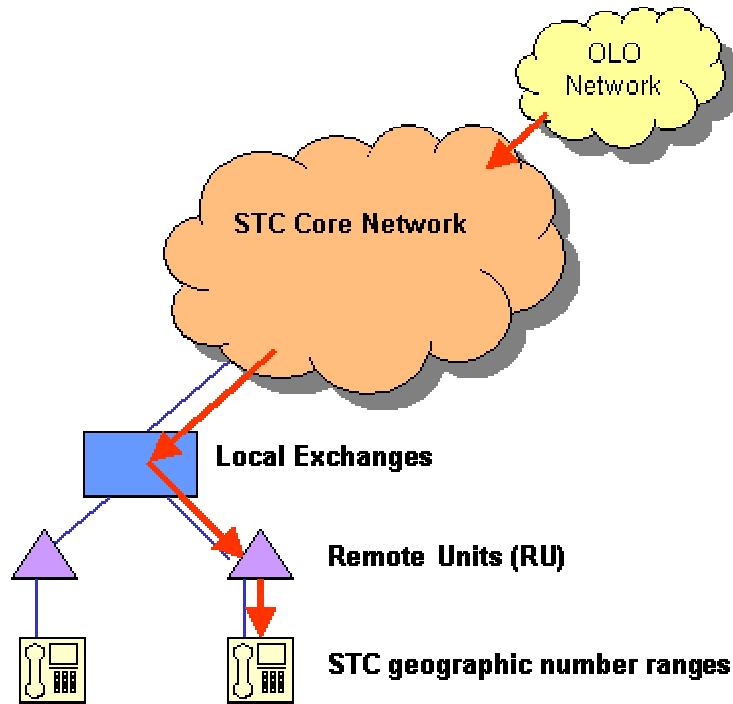 OLO
Network
STC Core Network
Local Exchanges
Remote Units (RU)
STC geographic number ranges